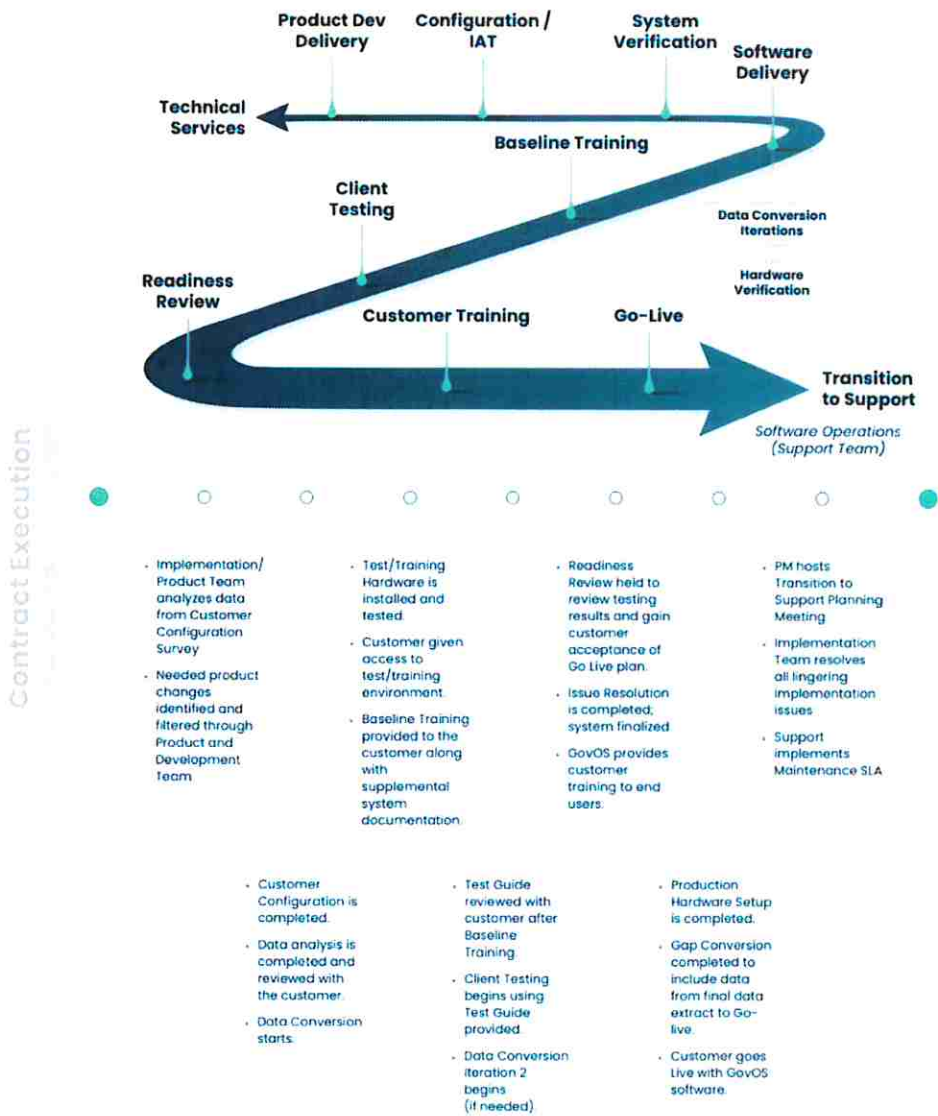 Product Dev
Delivery
Configuration /
IAT
System
Verification
Software
Delivery
Technical
Services
Baseline Training
Client
Testing
Data Conversion
Iterations
Hardware
Verification
Readiness
Review
Customer Training
Go-Live
Transition
to Support
Software Operations
(Support Team)
Contract Execution
• Implementation/
Product Team
analyzes data
from Customer
Configuration
Survey
• Needed product
changes
identified and
filtered through
Product and
Development
Team
• Test/Training
Hardware is
installed and
tested
• Customer given
access to
test/training
environment.
• Baseline Training
provided to the
customer along
with
supplemental
system
documentation.
• Readiness
Review held to
review testing
results and gain
customer
acceptance of
Go Live plan.
• Issue Resolution
is completed;
system finalized
• GovOS provides
customer
training to end
users.
• PM hosts
Transition to
Support Planning
Meeting
• Implementation
Team resolves
all lingering
implementation
issues
• Support
implements
Maintenance SLA
• Customer
Configuration is
completed.
• Data analysis is
completed and
reviewed with
the customer.
• Data Conversion
starts.
• Test Guide
reviewed with
customer after
Baseline
Training.
• Client Testing
begins using
Test Guide
provided.
• Data Conversion
iteration 2
begins
(if needed)
• Production
Hardware Setup
is completed.
• Gap Conversion
completed to
include data
from final data
extract to Go-
live.
• Customer goes
Live with GovOS
software.